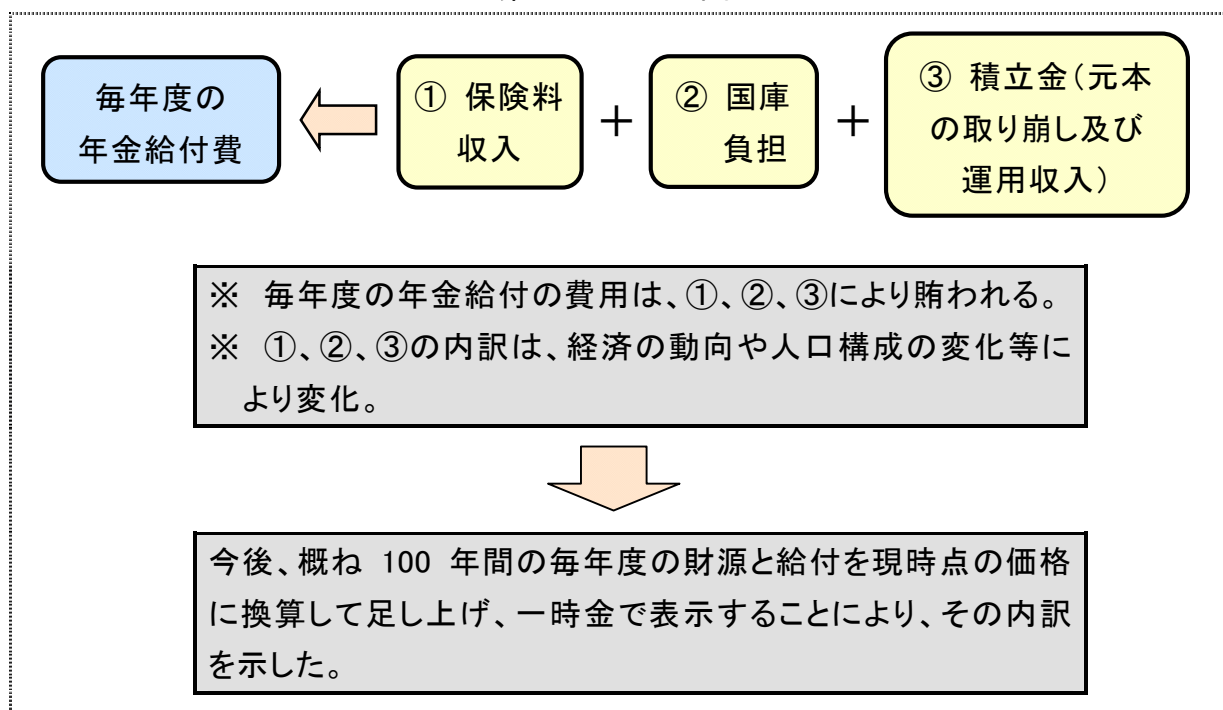 毎年度の
年金給付費
① 保険料
収入
＋
② 国庫
負担
＋
③ 積立金（元本
の取り崩し及び
運用収入）
※ 毎年度の年金給付の費用は、①、②、③により賄われる。
※ ①、②、③の内訳は、経済の動向や人口構成の変化等に
より変化。
今後、概ね 100 年間の毎年度の財源と給付を現時点の価格
に換算して足し上げ、一時金で表示することにより、その内訳
を示した。